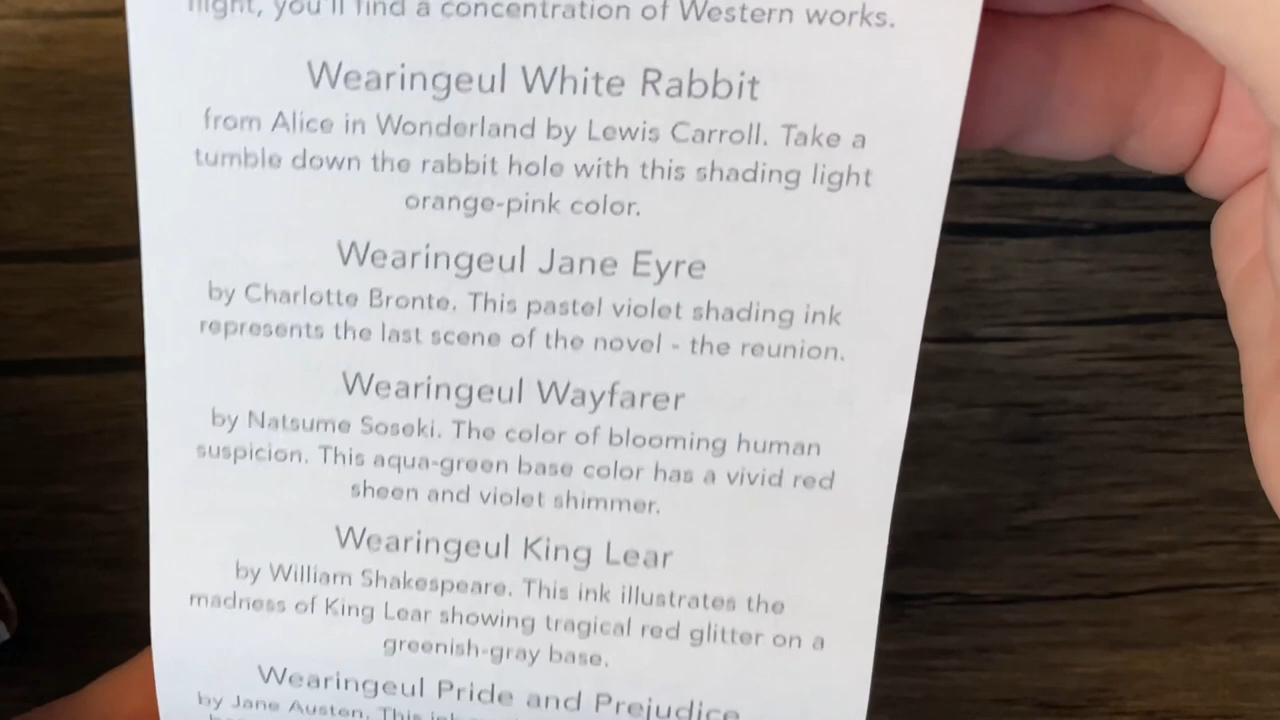 flight, you'll find a concentration of Western works.
Wearingeul White Rabbit
from Alice in Wonderland by Lewis Carroll. Take a
tumble down the rabbit hole with this shading light
orange-pink color.
Wearingeul Jane Eyre
by Charlotte Bronte. This pastel violet shading ink
represents the last scene of the novel - the reunion.
Wearingeul Wayfarer
by Natsume Soseki. The color of blooming human
suspicion. This aqua-green base color has a vivid red
sheen and violet shimmer.
Wearingeul King Lear
by William Shakespeare. This ink illustrates the
madness of King Lear showing tragical red glitter on a
greenish-gray base.
Wearingeul Pride and Prejudice
by Jane Austen. This ink